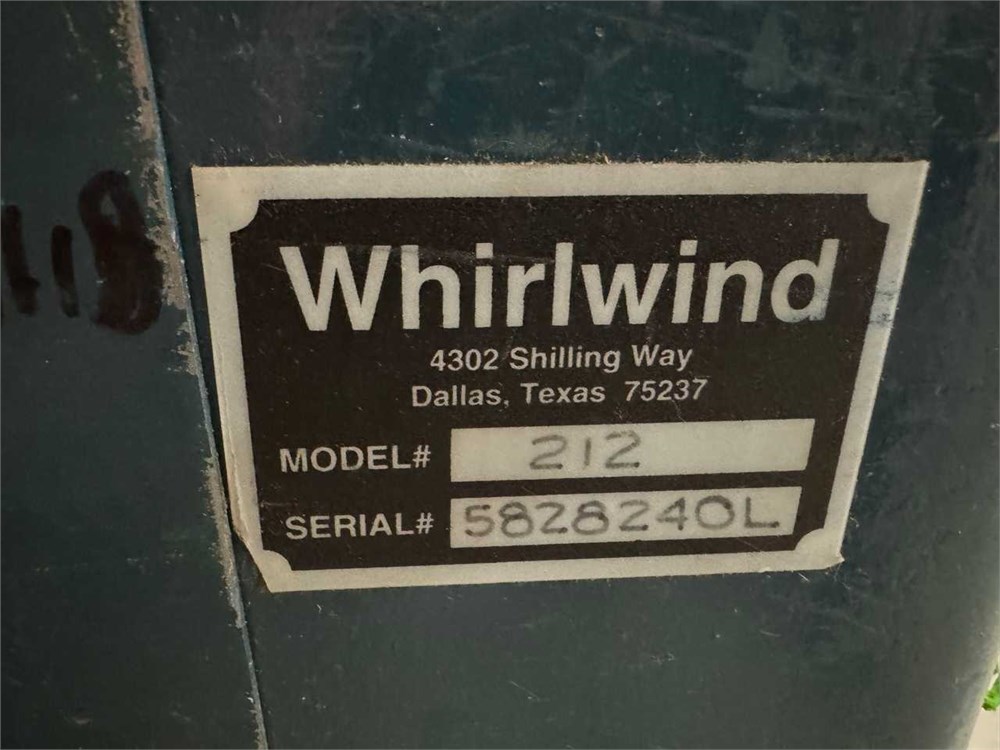 Whirlwind
4302 Shilling Way
Dallas, Texas 75237
MODEL# 212
SERIAL# 5828240L